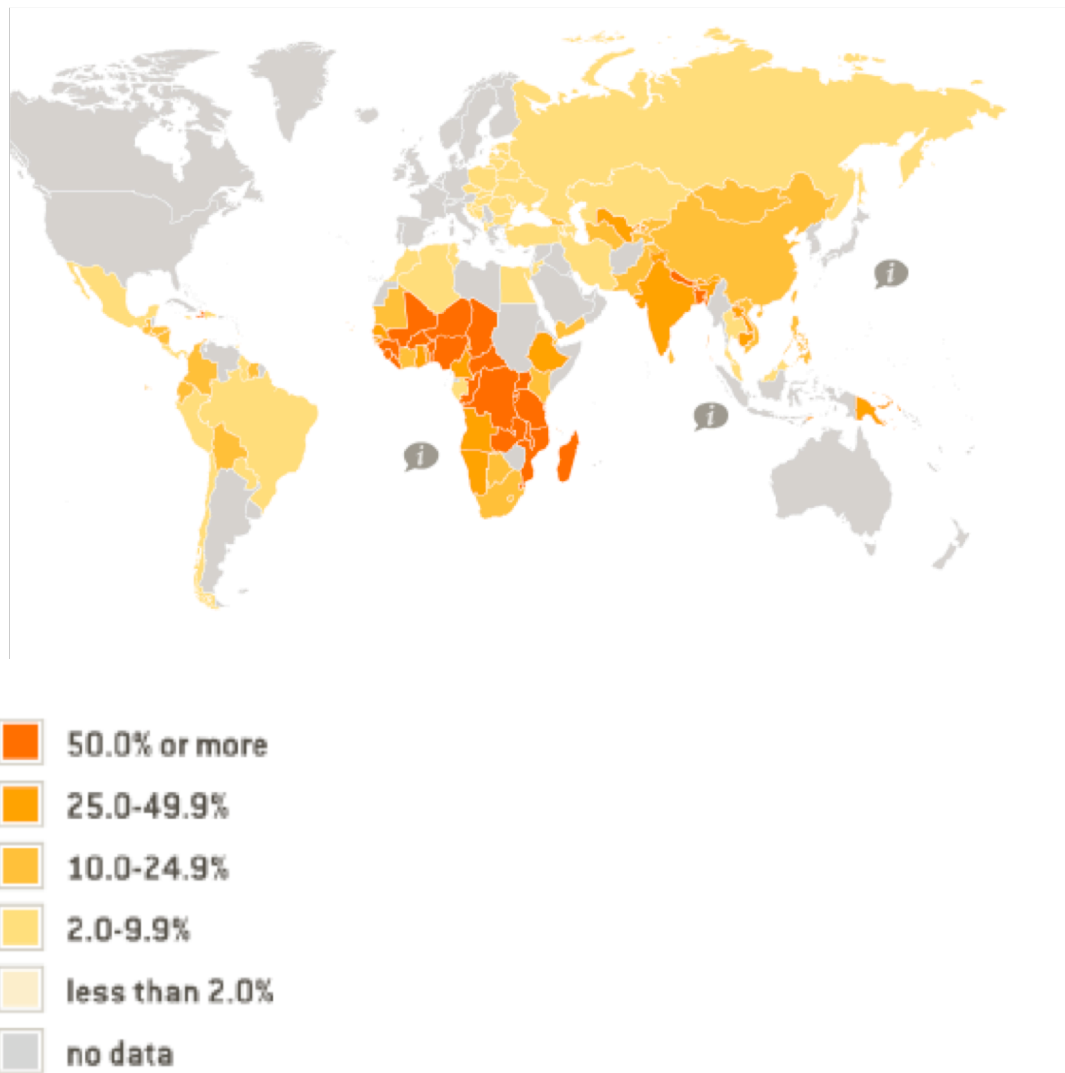 i
i
i
50.0% or more
25.0-49.9%
10.0-24.9%
2.0-9.9%
less than 2.0%
no data